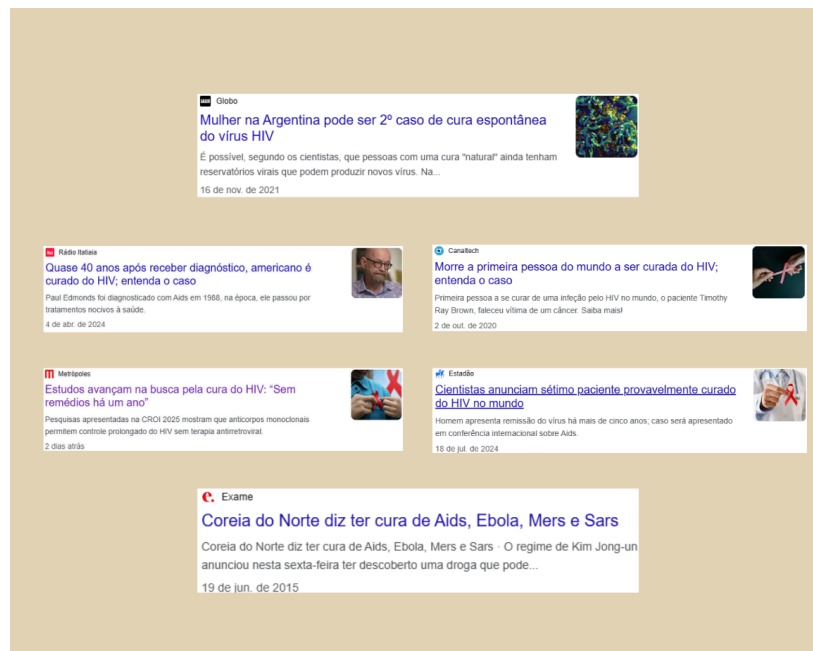 Globo
Mulher na Argentina pode ser 2º caso de cura espontânea
do vírus HIV
É possível, segundo os cientistas, que pessoas com uma cura "natural" ainda tenham
reservatórios virais que podem produzir novos vírus. Na...
16 de nov. de 2021
Rádio Itatiaia
Quase 40 anos após receber diagnóstico, americano é
curado do HIV; entenda o caso
Paul Edmonds foi diagnosticado com Aids em 1988, na época, ele passou por
tratamentos nocivos à saúde.
4 de abr. de 2024
Canaltech
Morre a primeira pessoa do mundo a ser curada do HIV;
entenda o caso
Primeira pessoa a se curar de uma infeção pelo HIV no mundo, o paciente Timothy
Ray Brown, faleceu vítima de um câncer. Saiba mais!
2 de out. de 2020
Metrópoles
Estudos avançam na busca pela cura do HIV: “Sem
remédios há um ano”
Pesquisas apresentadas na CROI 2025 mostram que anticorpos monoclonais
permitem controle prolongado do HIV sem terapia antirretroviral.
2 dias atrás
Estadão
Cientistas anunciam sétimo paciente provavelmente curado
do HIV no mundo
Homem apresenta remissão do vírus há mais de cinco anos; caso será apresentado
em conferência internacional sobre Aids.
18 de jul. de 2024
e. Exame
Coreia do Norte diz ter cura de Aids, Ebola, Mers e Sars
Coreia do Norte diz ter cura de Aids, Ebola, Mers e Sars · O regime de Kim Jong-un
anunciou nesta sexta-feira ter descoberto uma droga que pode...
19 de jun. de 2015